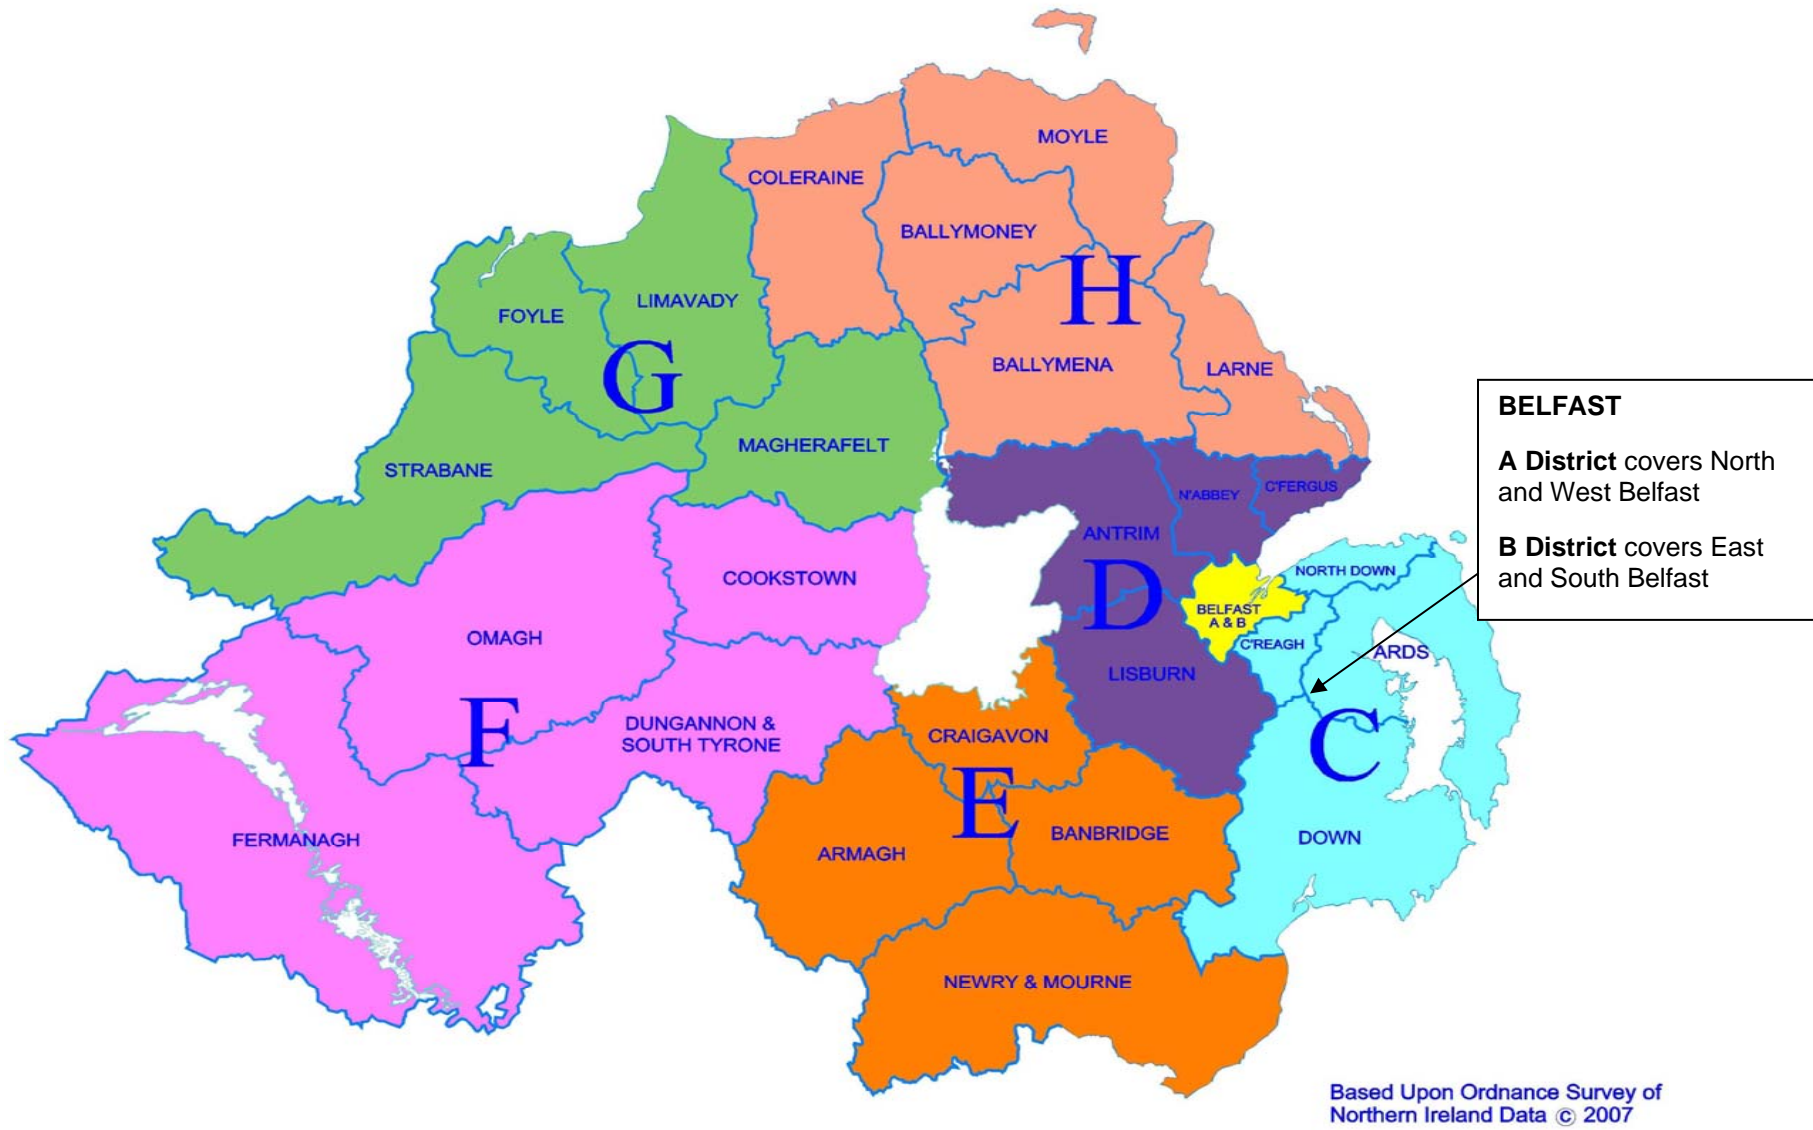 MOYLE
COLERAINE
BALLYMONEY
H
LIMAVADY
FOYLE
G
BALLYMENA
LARNE
MAGHERAFELT
STRABANE
N'ABBEY
C'FERGUS
ANTRIM
D
COOKSTOWN
NORTH DOWN
BELFAST
A & B
OMAGH
C'REAGH
ARDS
LISBURN
F
DUNGANNON &
SOUTH TYRONE
CRAIGAVON
C
E
FERMANAGH
ARMAGH
BANBRIDGE
DOWN
NEWRY & MOURNE
BELFAST
A District covers North
and West Belfast
B District covers East
and South Belfast
Based Upon Ordnance Survey of
Northern Ireland Data © 2007